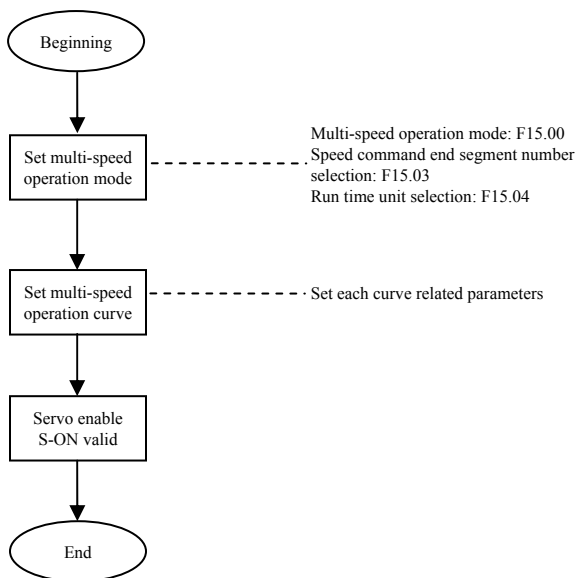 Beginning
Set multi-speed
operation mode
Multi-speed operation mode: F15.00
Speed command end segment number
selection: F15.03
Run time unit selection: F15.04
Set multi-speed
operation curve
Set each curve related parameters
Servo enable
S-ON valid
End